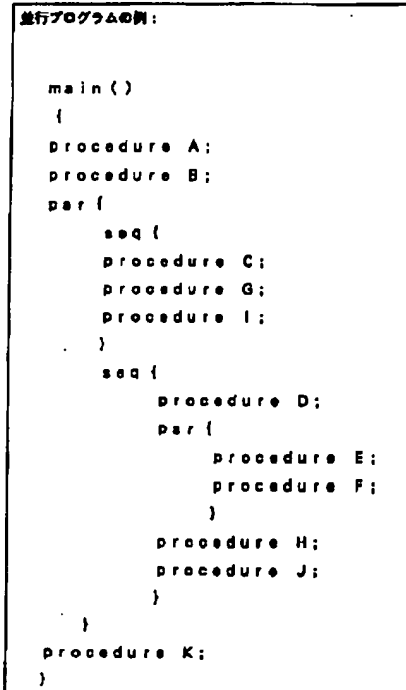 並行プログラムの例：
main()
{
procedure A;
procedure B;
par{
seq{
procedure C;
procedure G;
procedure I;
}
seq{
procedure D;
par{
procedure E;
procedure F;
}
procedure H;
procedure J;
}
}
procedure K;
}